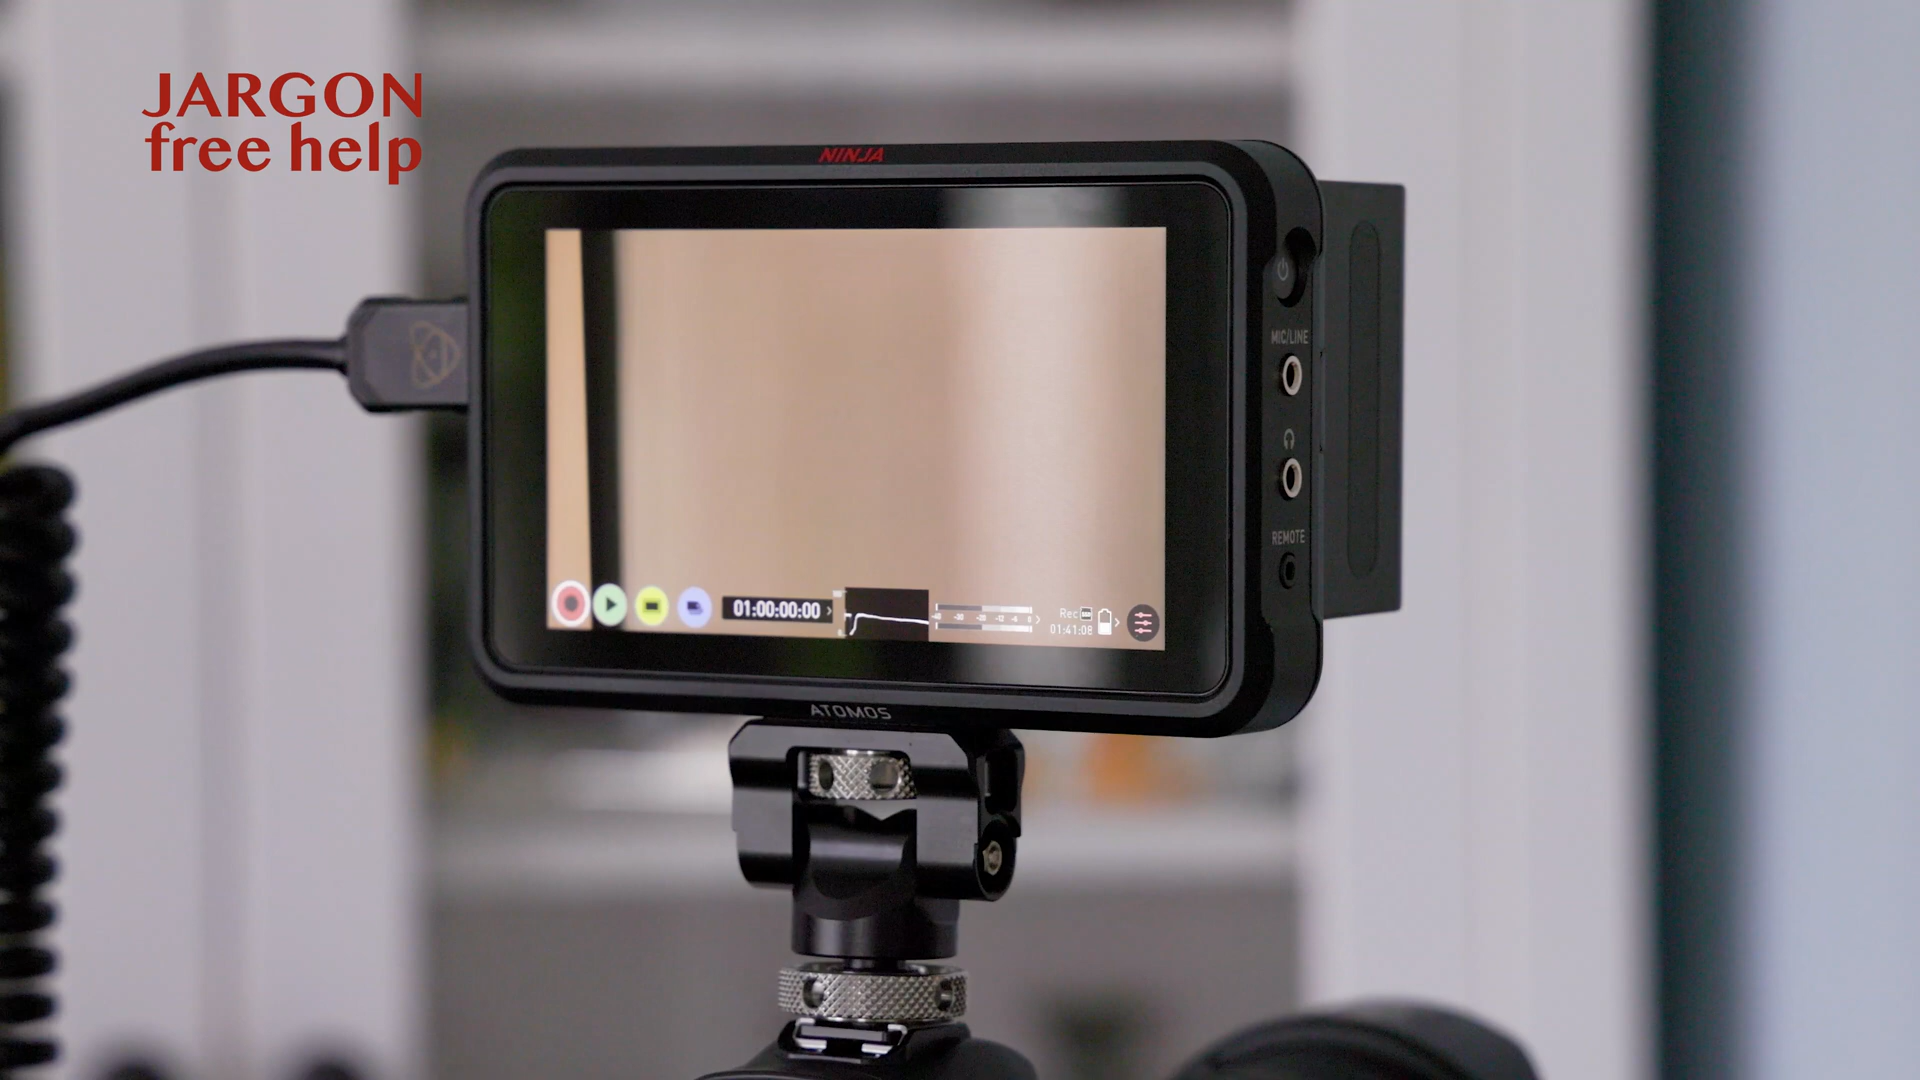 JARGON
free help
NINJA
MIC/LINE
REMOTE
01:00:00:00
Rec
01:41:08
ATOMOS